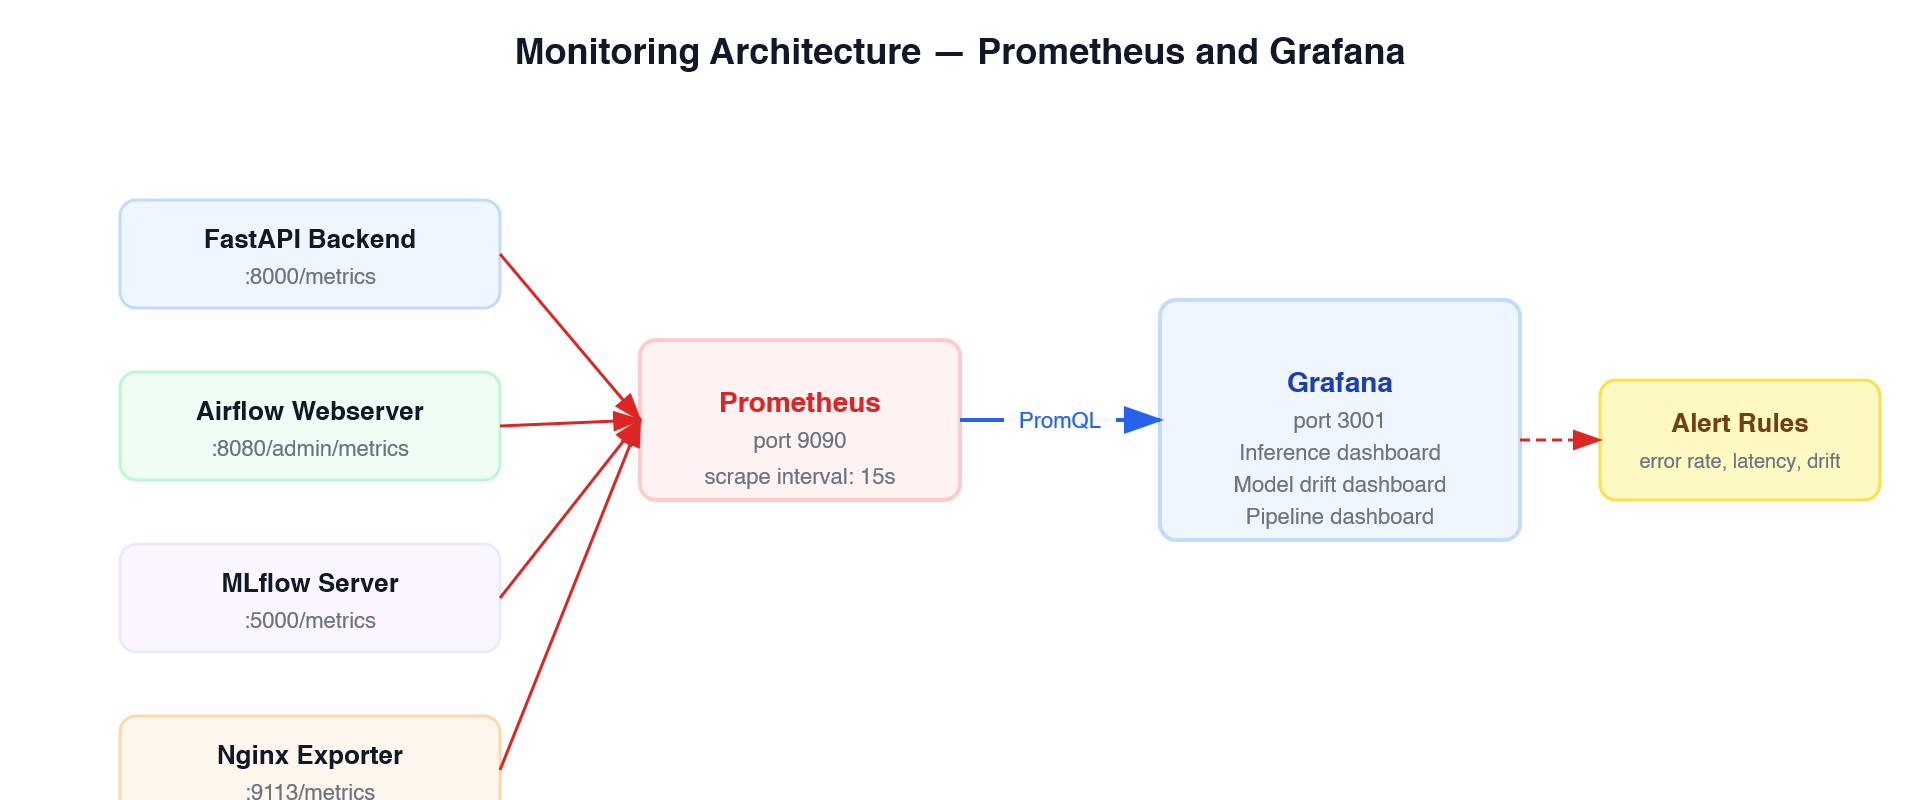 Monitoring Architecture — Prometheus and Grafana
FastAPI Backend
:8000/metrics
Airflow Webserver
:8080/admin/metrics
MLflow Server
:5000/metrics
Nginx Exporter
:9113/metrics
Prometheus
port 9090
scrape interval: 15s
PromQL
Grafana
port 3001
Inference dashboard
Model drift dashboard
Pipeline dashboard
Alert Rules
error rate, latency, drift